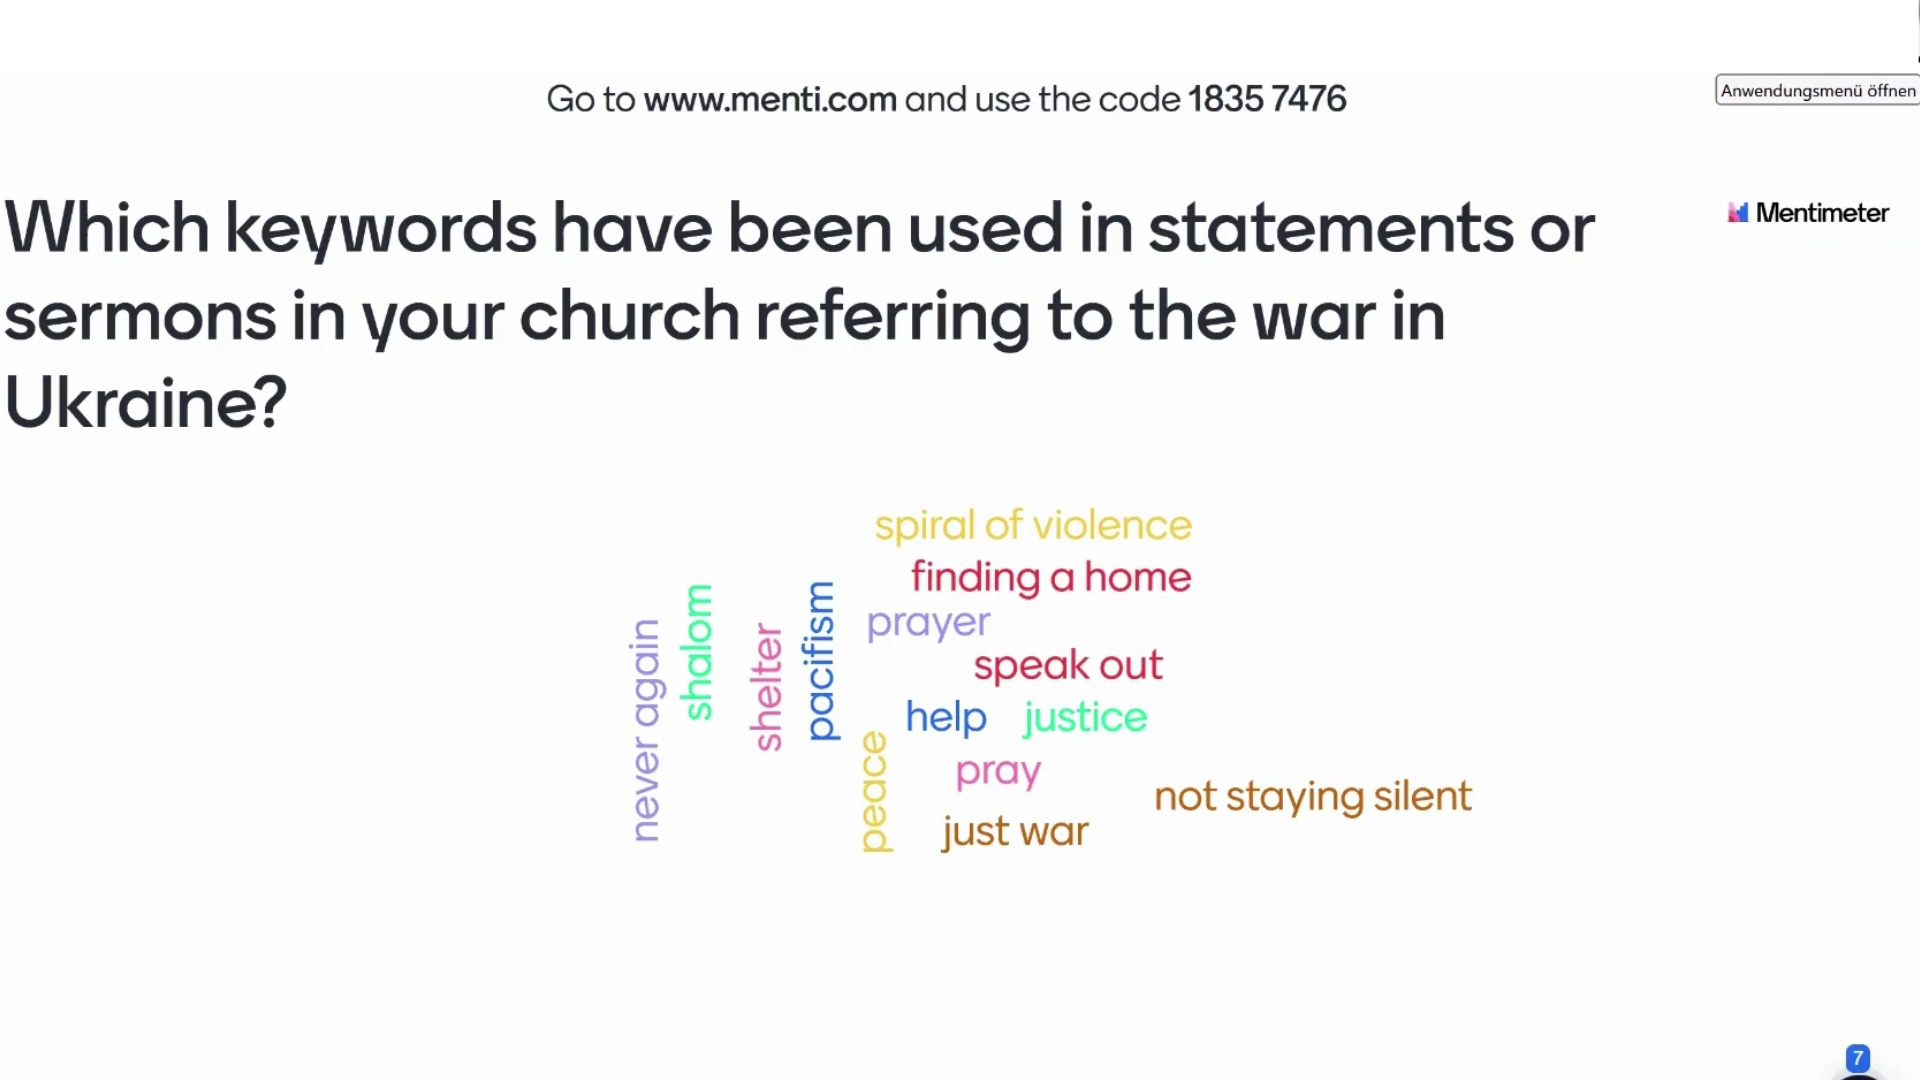 Go to www.menti.com and use the code 1835 7476
Anwendungsmenü öffnen
Which keywords have been used in statements or
sermons in your church referring to the war in
Ukraine?
Mentimeter
spiral of violence
finding a home
prayer
speak out
help justice
pray
not staying silent
just war
never again
shalom
shelter
pacifism
peace
7